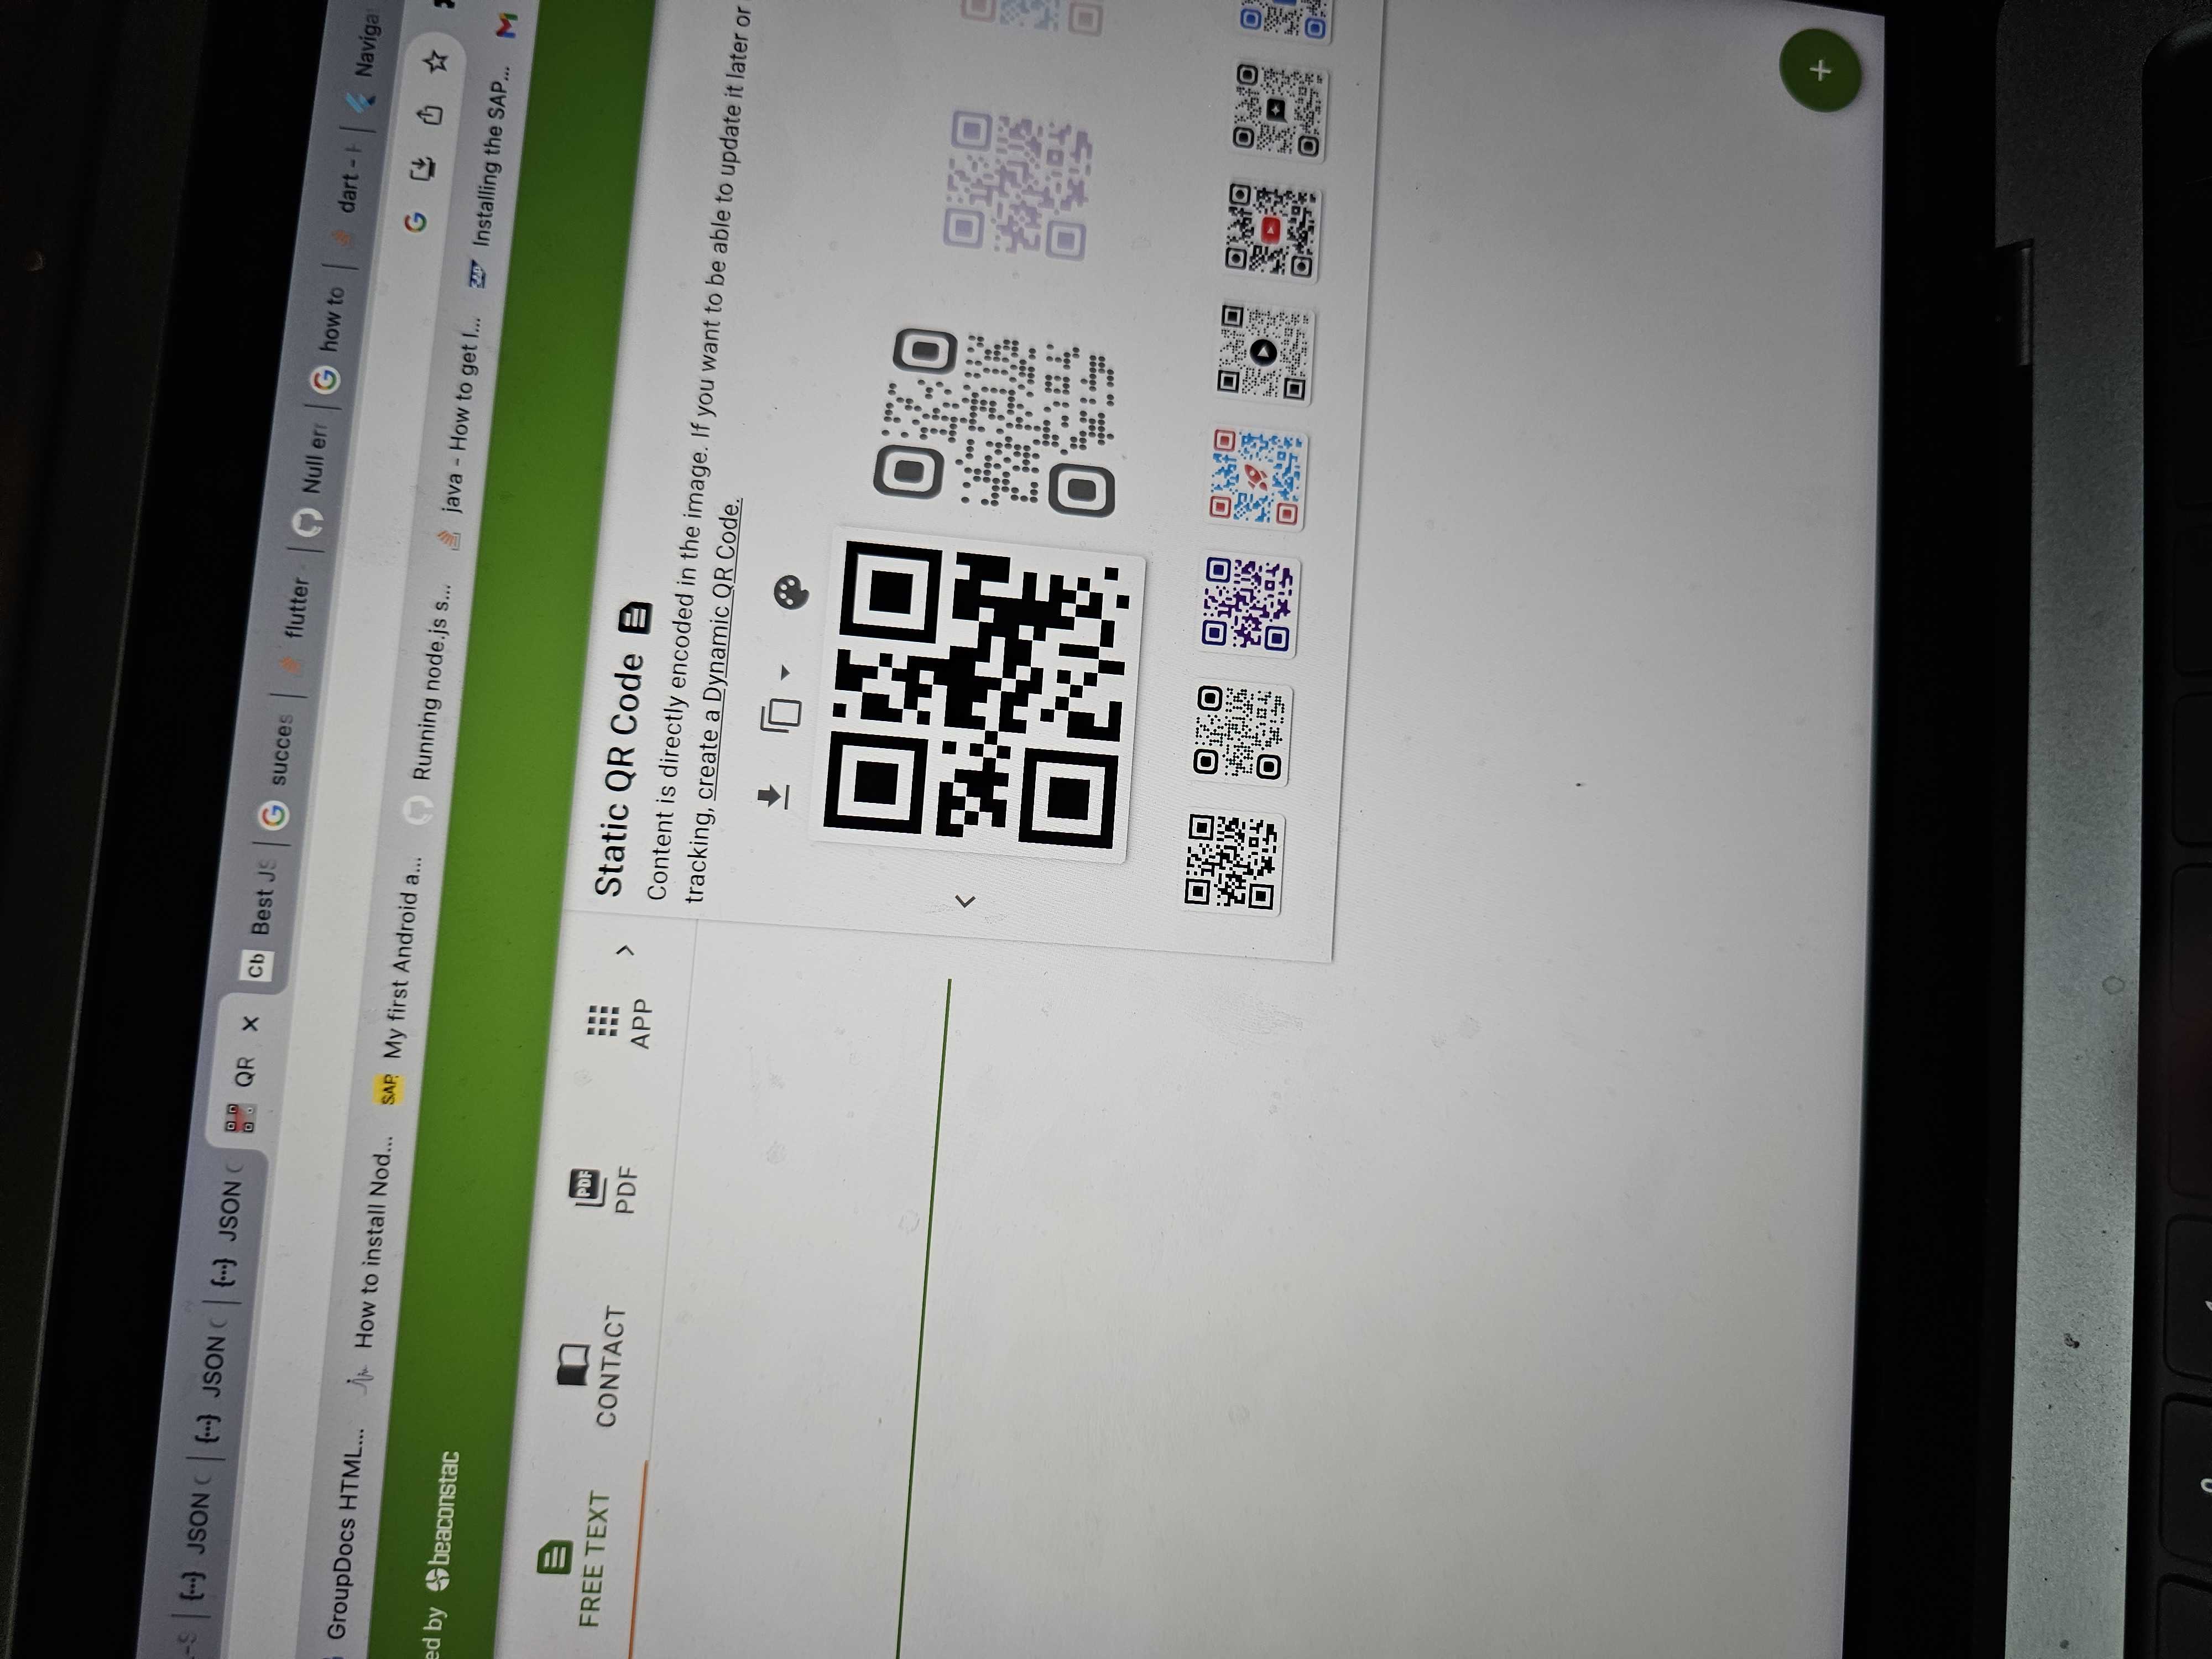 -S
{···} JSON (
{···} JSON (
{···} JSON (
QR
Cb Best JS
succes
flutter -
Null err
how to
dart - H
Naviga
GroupDocs HTML...
How to install Nod...
SAP My first Android a...
Running node.js s...
java - How to get l...
SAP Installing the SAP...
ed by beaconstac
FREE TEXT
CONTACT
PDF
PDF
APP
Static QR Code
Content is directly encoded in the image. If you want to be able to update it later or
tracking, create a Dynamic QR Code.